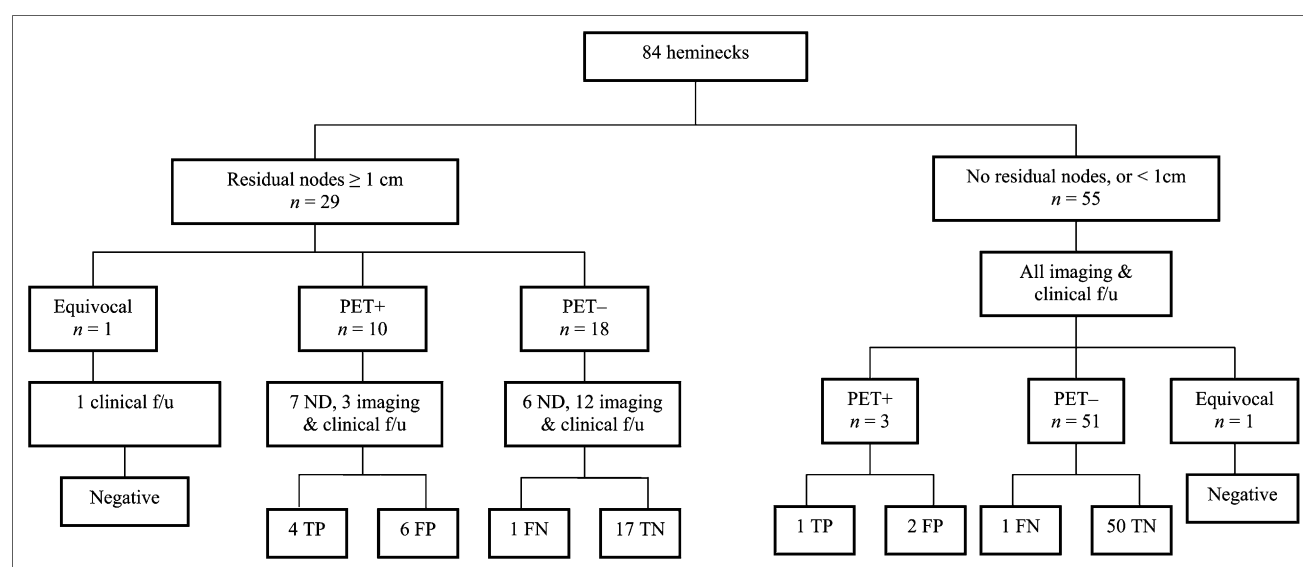 84 heminecks
Residual nodes ≥ 1 cm
n = 29
No residual nodes, or < 1cm
n = 55
All imaging &
clinical f/u
Equivocal
n = 1
PET+
n = 10
PET–
n = 18
1 clinical f/u
7 ND, 3 imaging
& clinical f/u
6 ND, 12 imaging
& clinical f/u
PET+
n = 3
PET–
n = 51
Equivocal
n = 1
Negative
4 TP
6 FP
1 FN
17 TN
1 TP
2 FP
1 FN
50 TN
Negative